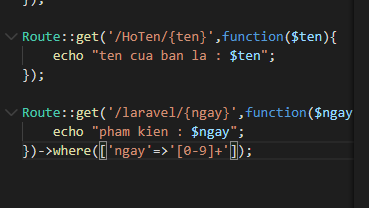 });
Route::get('/HoTen/{ten}',function($ten){
echo "ten cua ban la : $ten";
});
Route::get('/laravel/{ngay}',function($ngay
echo "pham kien : $ngay";
})->where(['ngay'=>'[0-9]+']);